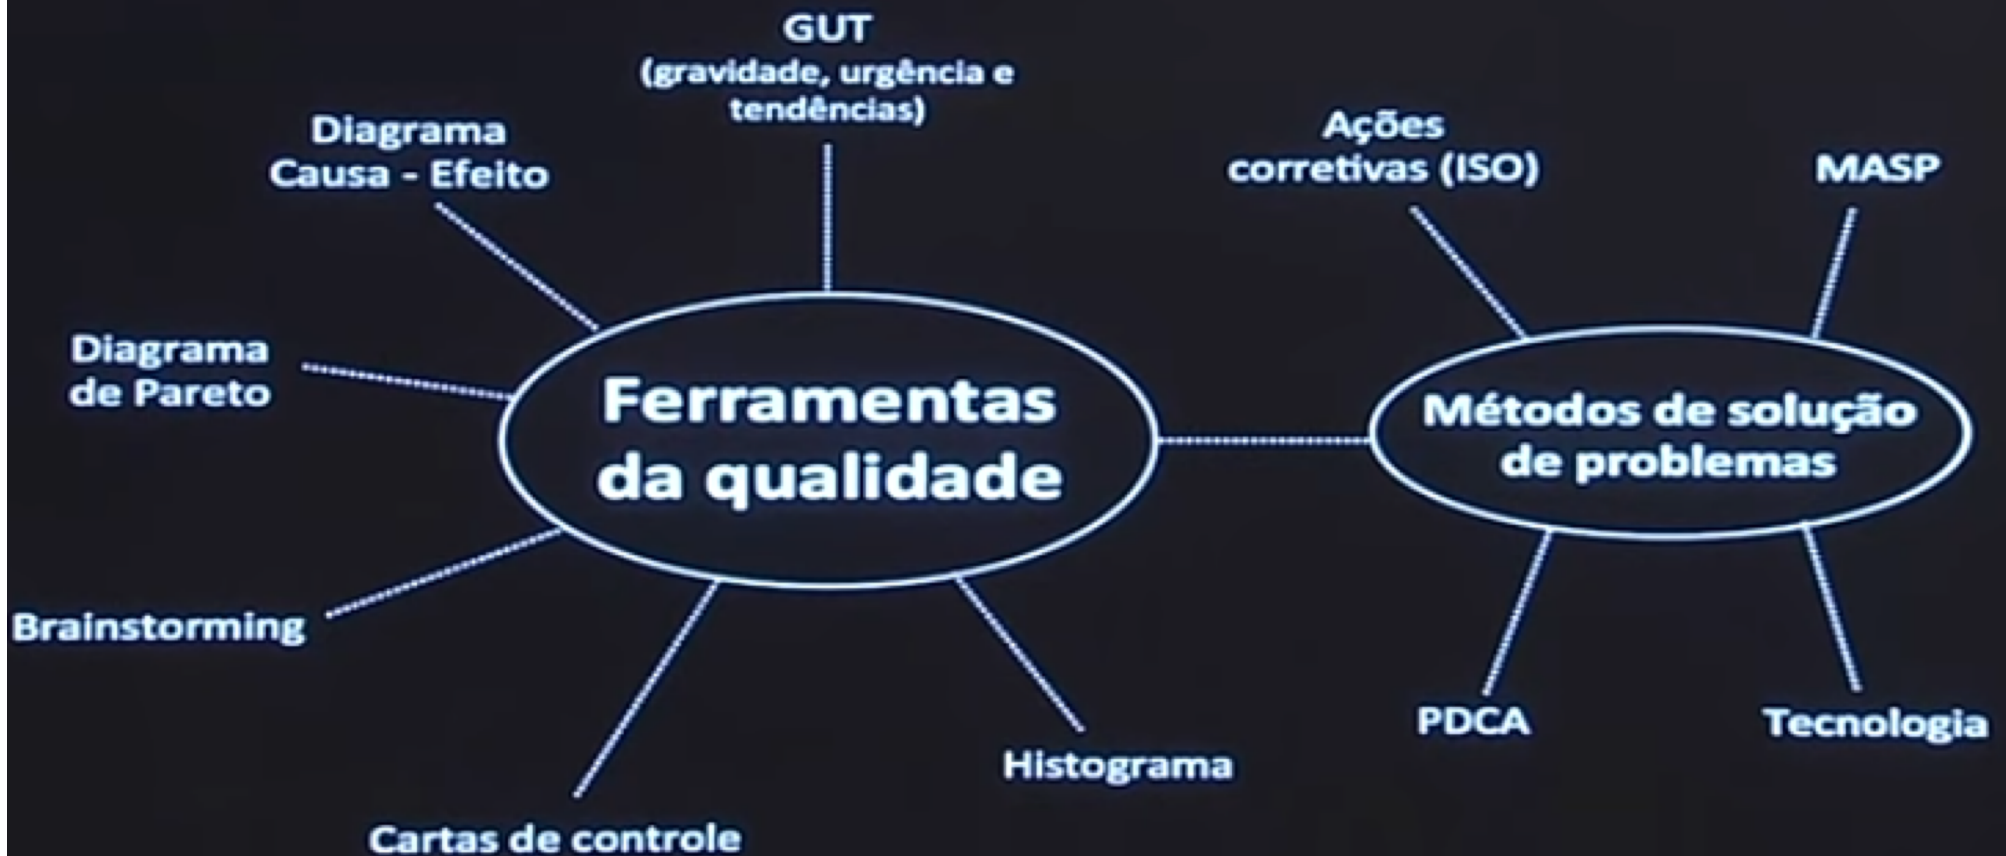 GUT
(gravidade, urgência e
tendências)
Diagrama
Causa - Efeito
Ações
corretivas (ISO)
MASP
Diagrama
de Pareto
Ferramentas
da qualidade
Métodos de solução
de problemas
Brainstorming
PDCA
Tecnologia
Histograma
Cartas de controle